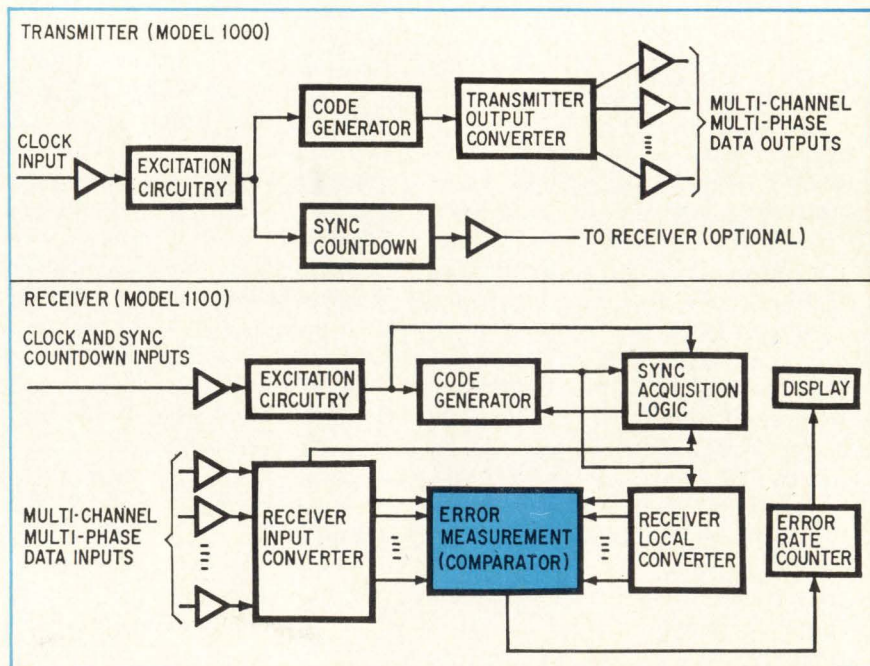 TRANSMITTER (MODEL 1000)
CLOCK
INPUT
EXCITATION
CIRCUITRY
CODE
GENERATOR
TRANSMITTER
OUTPUT
CONVERTER
MULTI-CHANNEL
MULTI-PHASE
DATA OUTPUTS
SYNC
COUNTDOWN
TO RECEIVER (OPTIONAL)
RECEIVER (MODEL 1100)
CLOCK AND SYNC
COUNTDOWN INPUTS
EXCITATION
CIRCUITRY
CODE
GENERATOR
SYNC
ACQUISITION
LOGIC
DISPLAY
MULTI-CHANNEL
MULTI-PHASE
DATA INPUTS
RECEIVER
INPUT
CONVERTER
ERROR
MEASUREMENT
(COMPARATOR)
RECEIVER
LOCAL
CONVERTER
ERROR
RATE
COUNTER